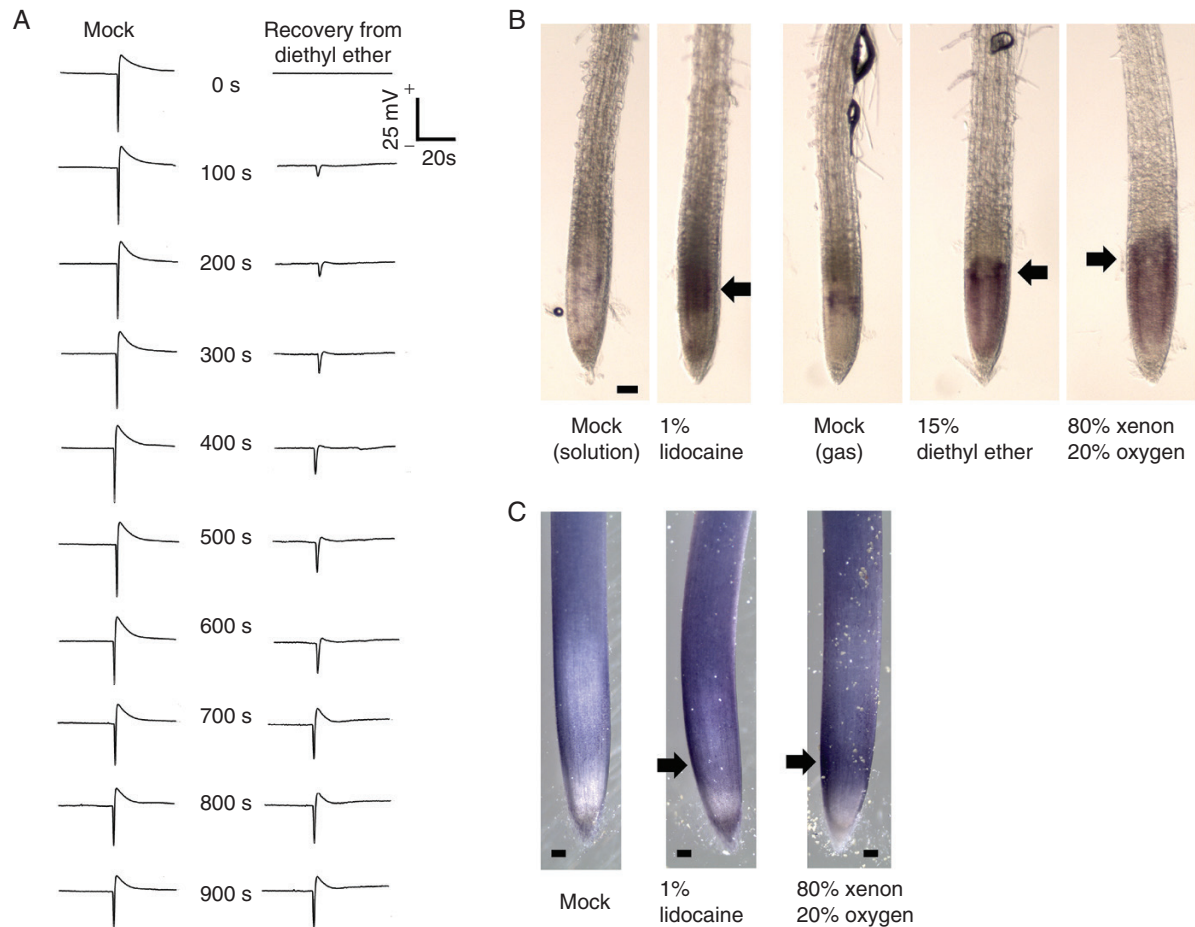 A
Mock
Recovery from
diethyl ether
0 s
+
25 mV
−
20s
100 s
200 s
300 s
400 s
500 s
600 s
700 s
800 s
900 s
B
Mock
(solution)
1%
lidocaine
Mock
(gas)
15%
diethyl ether
80% xenon
20% oxygen
C
Mock
1%
lidocaine
80% xenon
20% oxygen